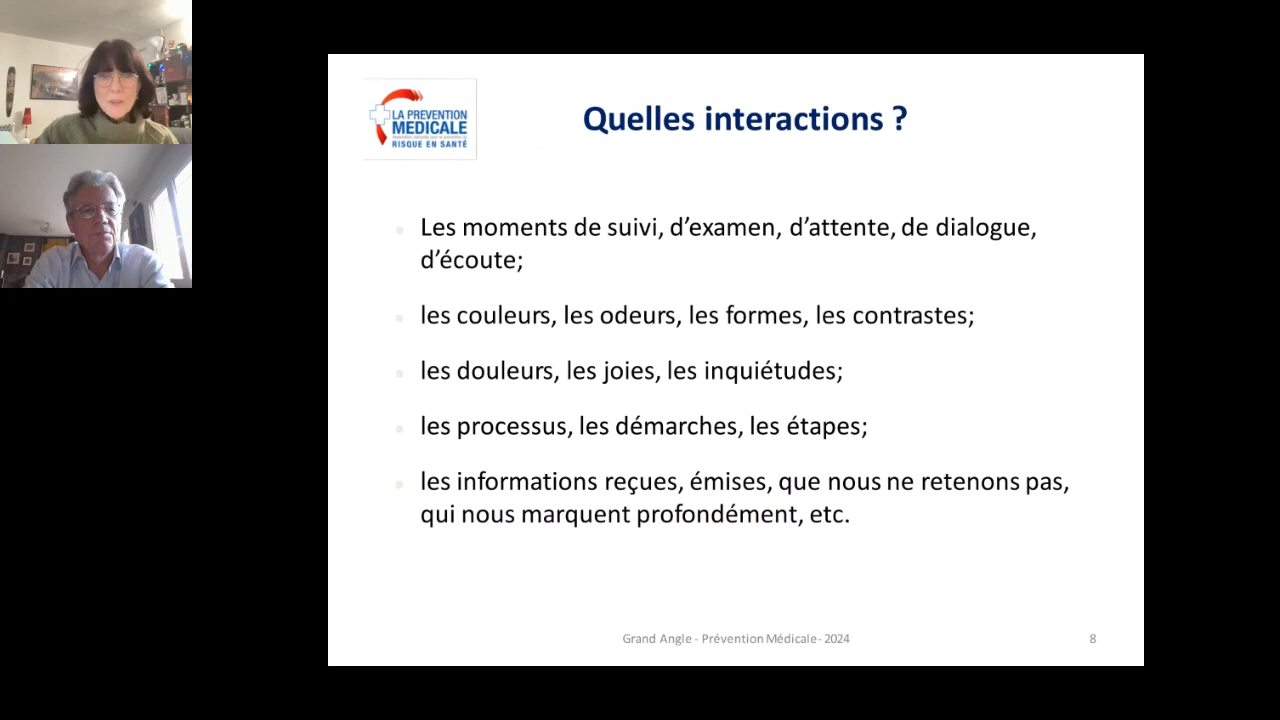 LA PREVENTION
MEDICALE
RISQUE EN SANTÉ
Quelles interactions ?
Les moments de suivi, d’examen, d’attente, de dialogue,
d’écoute;
les couleurs, les odeurs, les formes, les contrastes;
les douleurs, les joies, les inquiétudes;
les processus, les démarches, les étapes;
les informations reçues, émises, que nous ne retenons pas,
qui nous marquent profondément, etc.
Grand Angle - Prévention Médicale- 2024
8